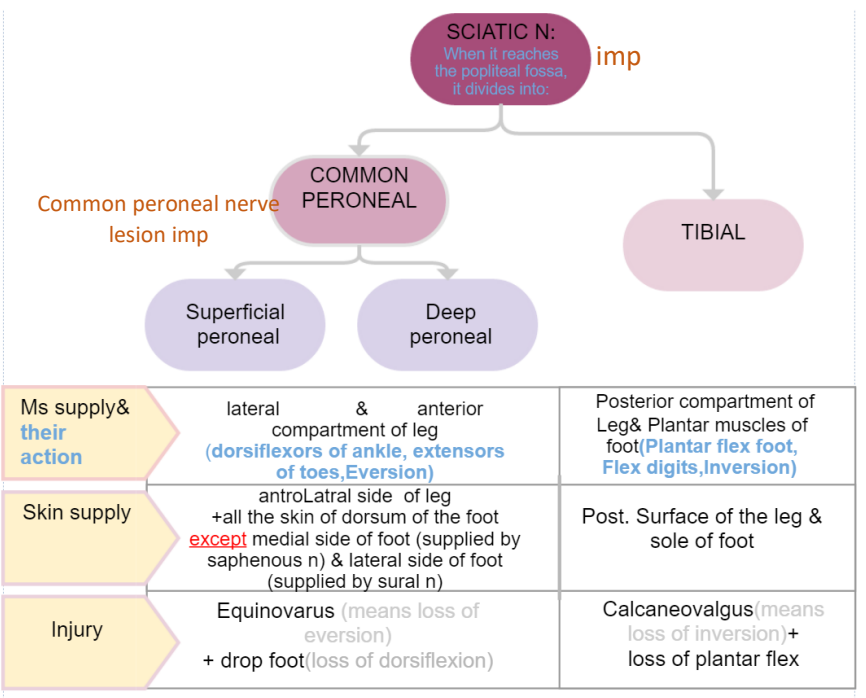 SCIATIC N:
When it reaches
the popliteal fossa,
it divides into:
imp
COMMON
PERONEAL
Common peroneal nerve
lesion imp
TIBIAL
Superficial
peroneal
Deep
peroneal
Ms supply&
their
action
lateral & anterior
compartment of leg
(dorsiflexors of ankle, extensors
of toes,Eversion)
Posterior compartment of
Leg& Plantar muscles of
foot(Plantar flex foot,
Flex digits,Inversion)
Skin supply
antroLatral side of leg
+all the skin of dorsum of the foot
except medial side of foot (supplied by
saphenous n) & lateral side of foot
(supplied by sural n)
Post. Surface of the leg &
sole of foot
Injury
Equinovarus (means loss of
eversion)
+ drop foot(loss of dorsiflexion)
Calcaneovalgus(means
loss of inversion)+
loss of plantar flex